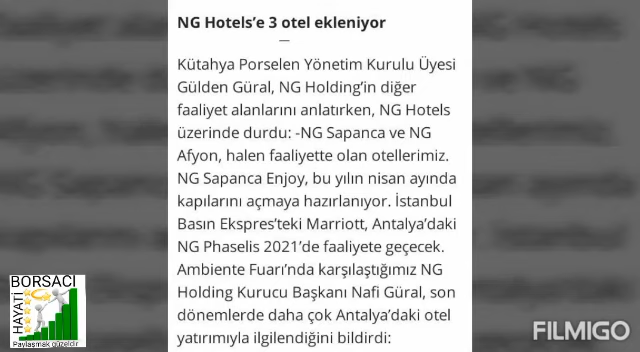 NG Hotels’e 3 otel ekleniyor
Kütahya Porselen Yönetim Kurulu Üyesi
Gülden Güral, NG Holding’in diğer
faaliyet alanlarını anlatırken, NG Hotels
üzerinde durdu: -NG Sapanca ve NG
Afyon, halen faaliyette olan otellerimiz.
NG Sapanca Enjoy, bu yılın nisan ayında
kapılarını açmaya hazırlanıyor. İstanbul
Basın Ekspres’teki Marriott, Antalya’daki
NG Phaselis 2021’de faaliyete geçecek.
Ambiente Fuarı’nda karşılaştığımız NG
Holding Kurucu Başkanı Nafi Güral, son
dönemlerde daha çok Antalya’daki otel
yatırımıyla ilgilendiğini bildirdi:
HAYATİ
BORSACI
Paylaşmak güzeldir
FILMIGO